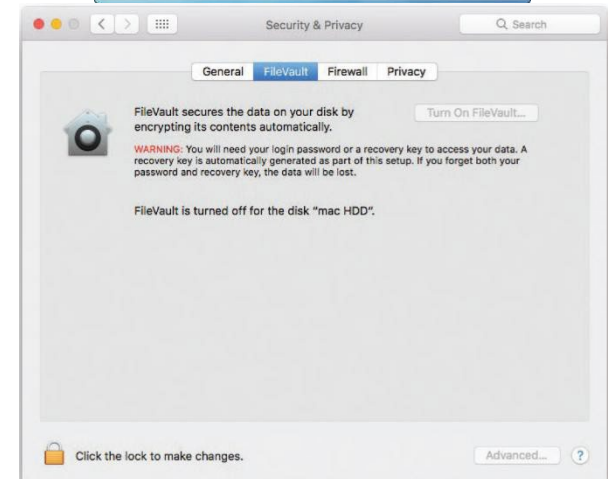 Security & Privacy
Search
General FileVault Firewall Privacy
FileVault secures the data on your disk by
encrypting its contents automatically.
Turn On FileVault...
WARNING: You will need your login password or a recovery key to access your data. A
recovery key is automatically generated as part of this setup. If you forget both your
password and recovery key, the data will be lost.
FileVault is turned off for the disk “mac HDD”.
Click the lock to make changes.
Advanced...
?